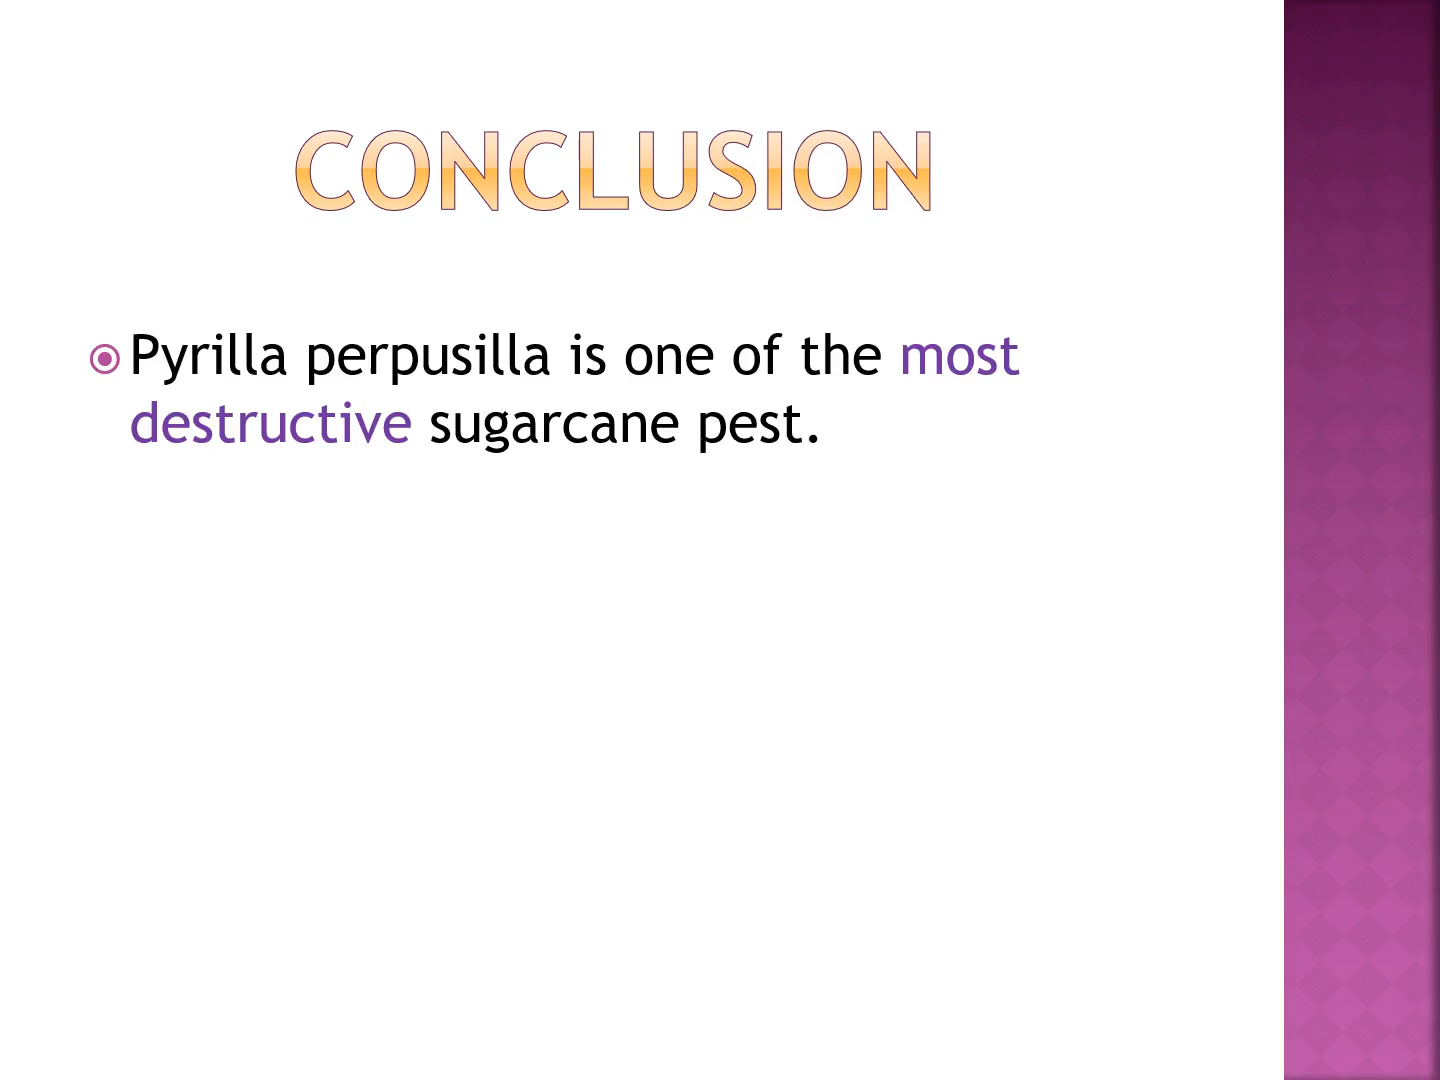 CONCLUSION
Pyrilla perpusilla is one of the most
destructive sugarcane pest.